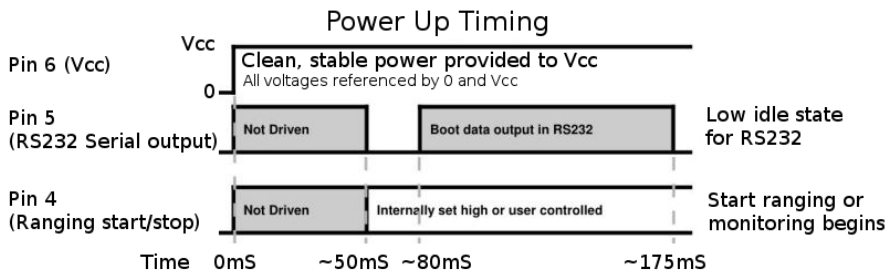 Power Up Timing
Vcc
Pin 6 (Vcc)
Clean, stable power provided to Vcc
All voltages referenced by 0 and Vcc
0
Pin 5
(RS232 Serial output)
Not Driven
Boot data output in RS232
Low idle state
for RS232
Pin 4
(Ranging start/stop)
Not Driven
Internally set high or user controlled
Start ranging or
monitoring begins
Time 0mS ~50mS ~80mS ~175mS